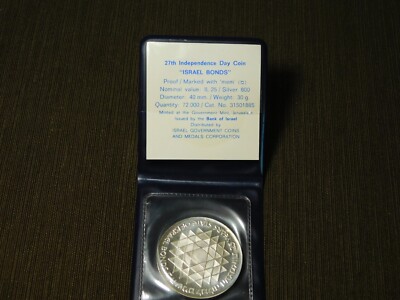 27th Independence Day Coin
"ISRAEL BONDS"
Proof / Marked with 'mem' (מ)
Nominal value: IL 25 / Silver 800
Diameter: 40 mm / Weight: 30 g
Quantity: 72.000 / Cat. No. 31501885
Minted at the Government Mint, Jerusalem
Issued by the Bank of Israel
Distributed by
ISRAEL GOVERNMENT COINS
AND MEDALS CORPORATION